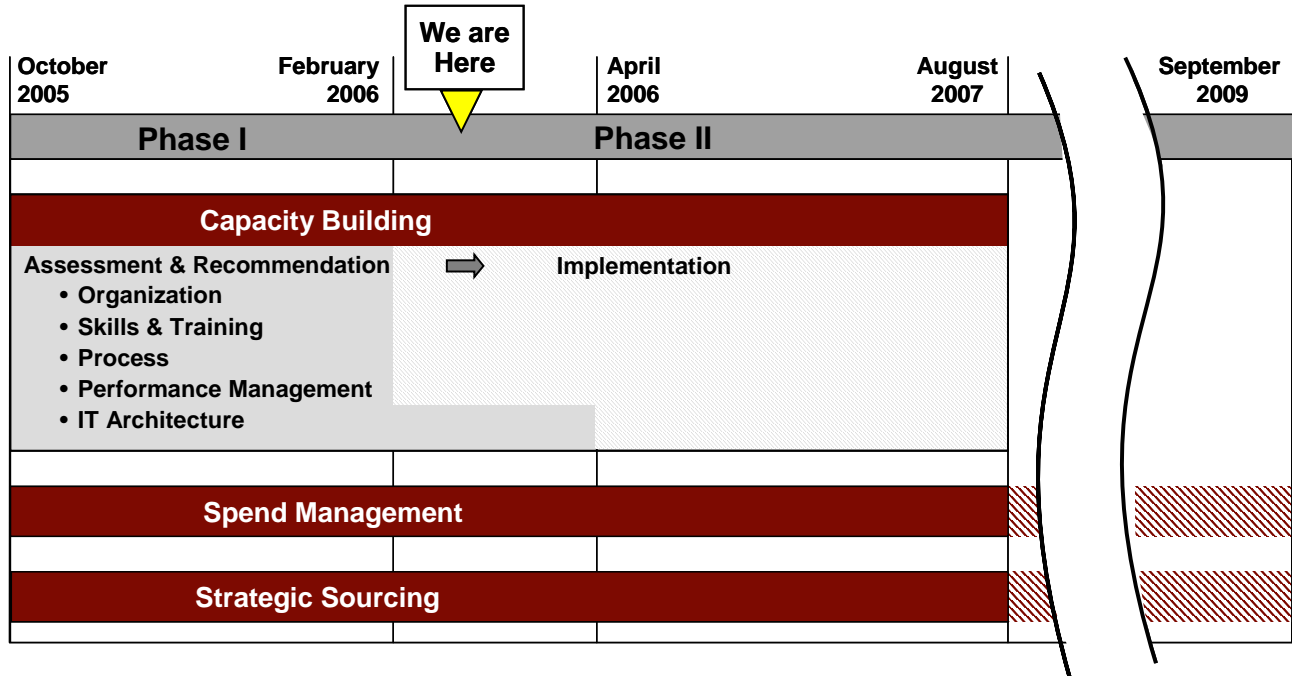 We are
Here
October
2005
February
2006
April
2006
August
2007
September
2009
Phase I
Phase II
Capacity Building
Assessment & Recommendation
Implementation
• Organization
• Skills & Training
• Process
• Performance Management
• IT Architecture
Spend Management
Strategic Sourcing